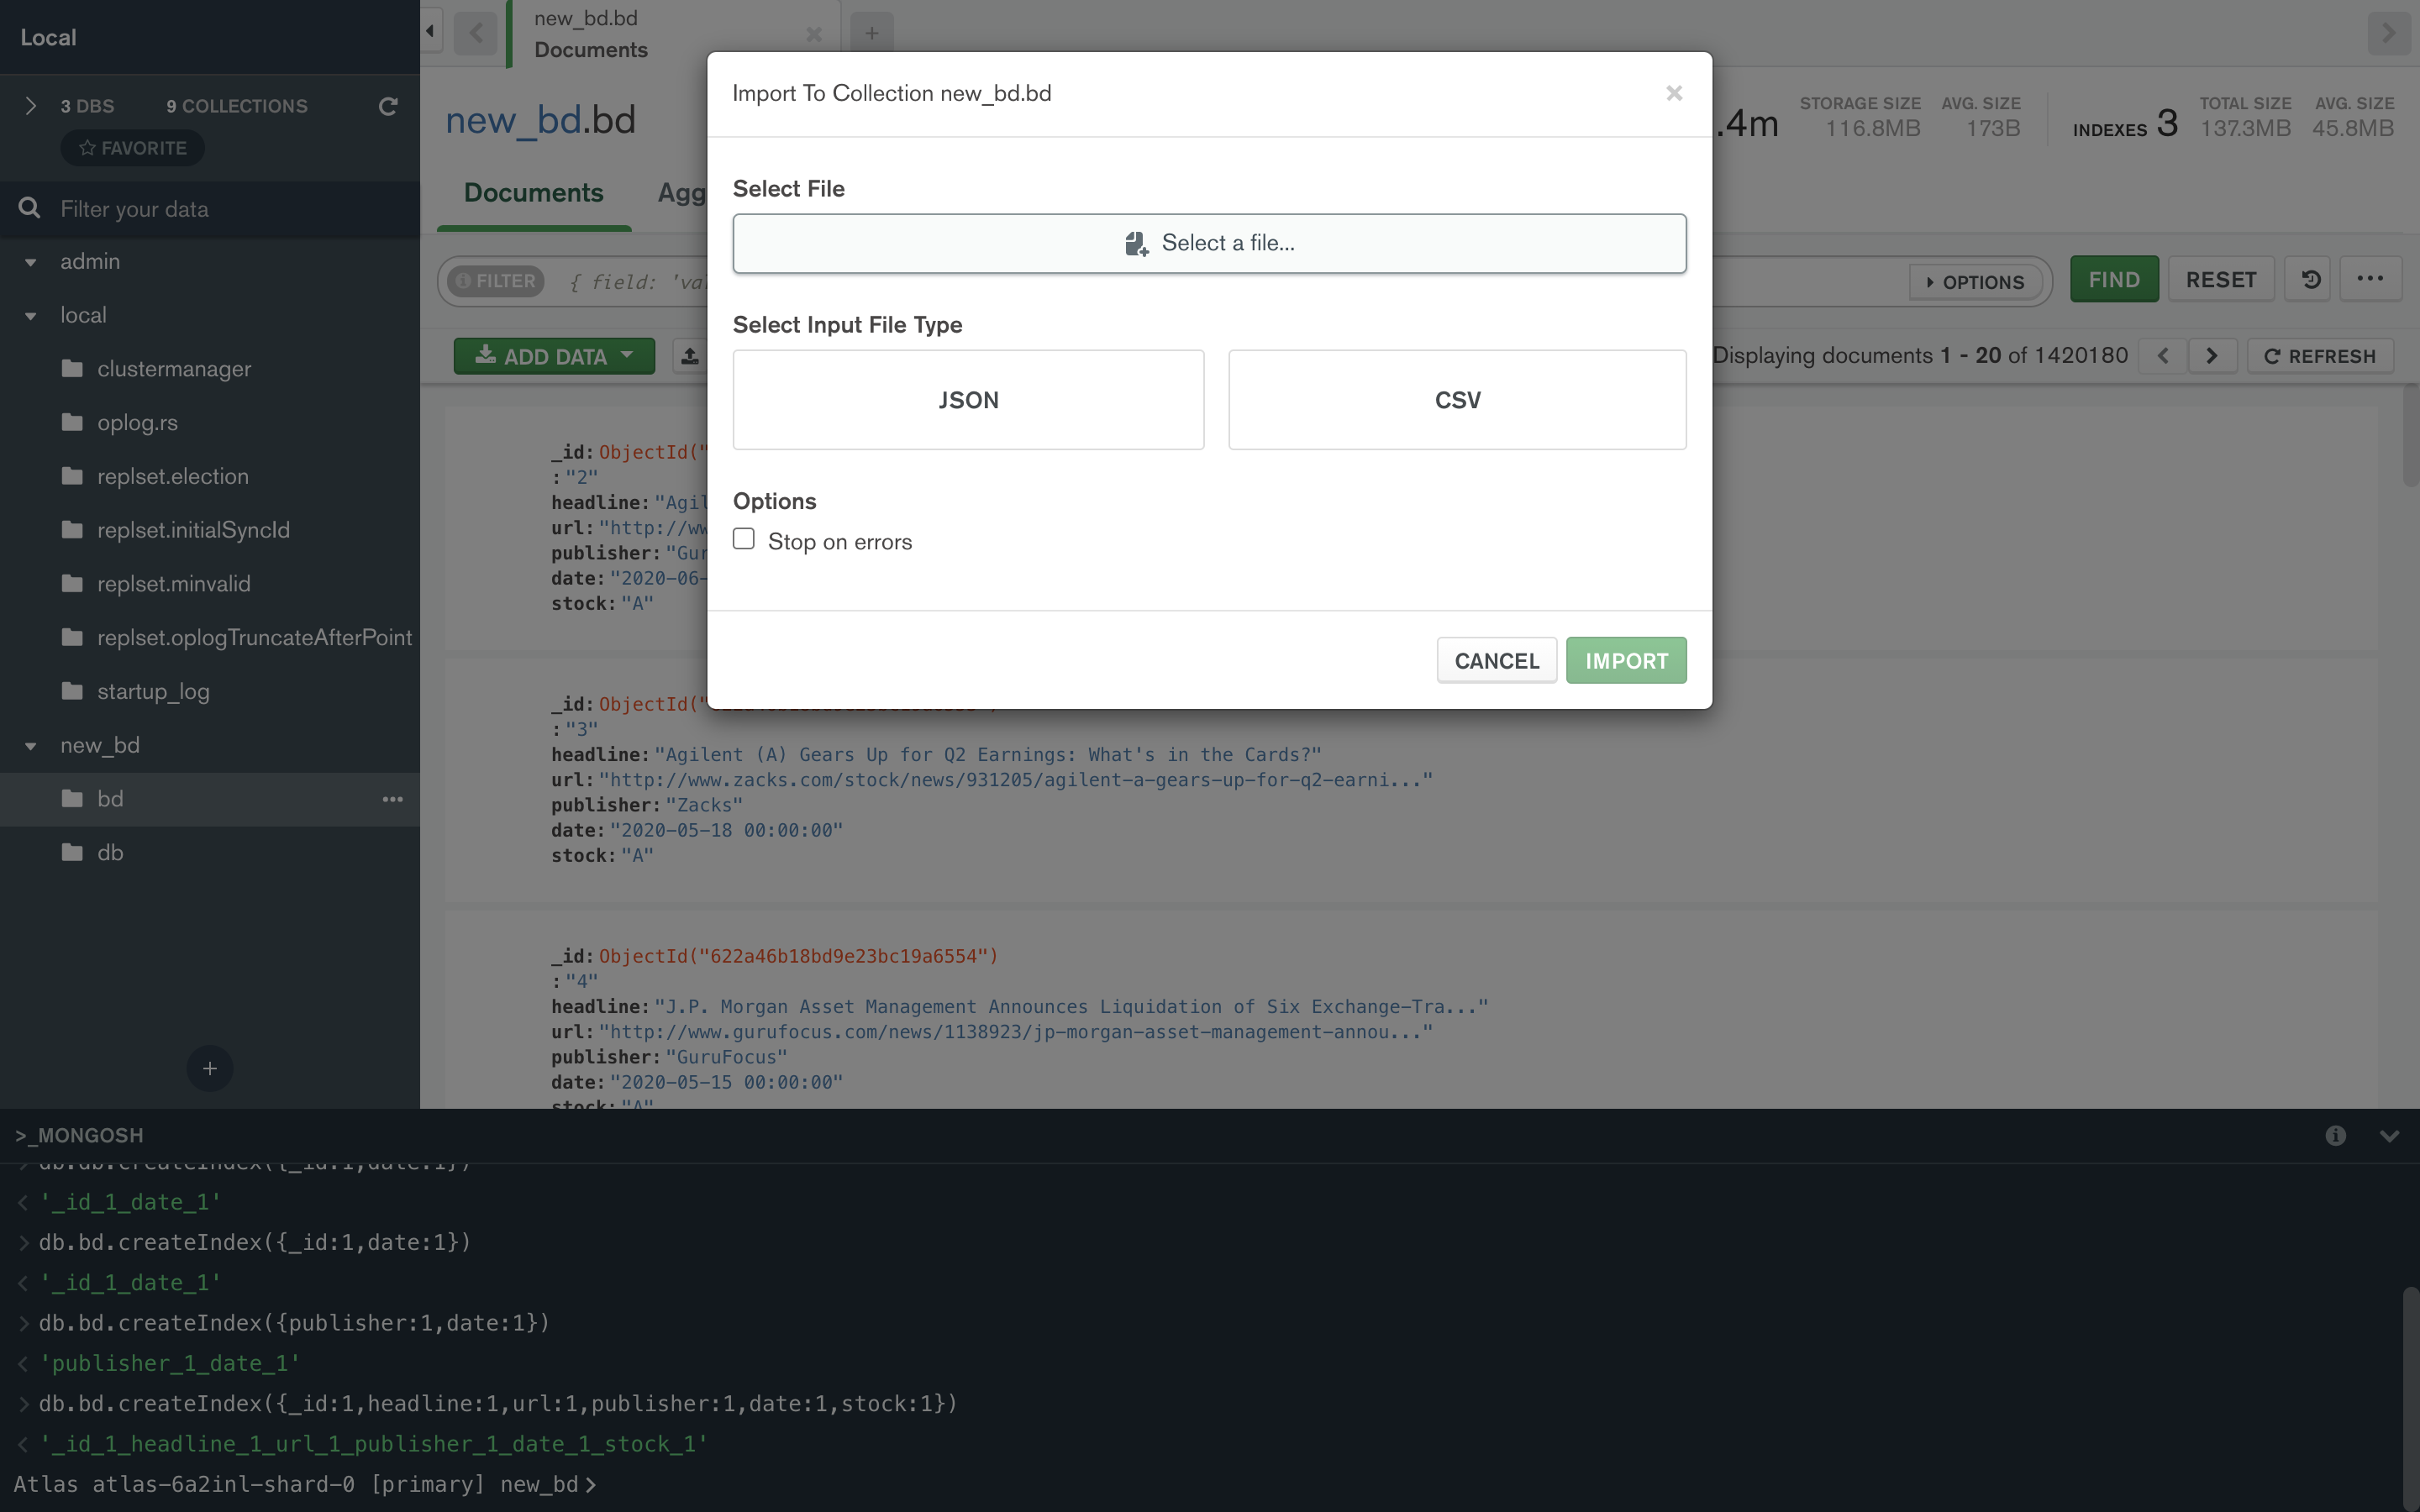 Local
3 DBS 9 COLLECTIONS
FAVORITE
Filter your data
admin
local
clustermanager
oplog.rs
replset.election
replset.initialSyncId
replset.minvalid
replset.oplogTruncateAfterPoint
startup_log
new_bd
bd
db
new_bd.bd
Documents
new_bd.bd
.4m STORAGE SIZE 116.8MB AVG. SIZE 173B INDEXES 3 TOTAL SIZE 137.3MB AVG. SIZE 45.8MB
Documents Agg
FILTER { field: 'va
OPTIONS FIND RESET
ADD DATA
Displaying documents 1 - 20 of 1420180 REFRESH
Import To Collection new_bd.bd
Select File
Select a file...
Select Input File Type
JSON CSV
Options
Stop on errors
CANCEL IMPORT
_id: ObjectId("
: "2"
headline: "Agil
url: "http://ww
publisher: "Gur
date: "2020-06-
stock: "A"
_id: ObjectId("
: "3"
headline: "Agilent (A) Gears Up for Q2 Earnings: What's in the Cards?"
url: "http://www.zacks.com/stock/news/931205/agilent-a-gears-up-for-q2-earni..."
publisher: "Zacks"
date: "2020-05-18 00:00:00"
stock: "A"
_id: ObjectId("622a46b18bd9e23bc19a6554")
: "4"
headline: "J.P. Morgan Asset Management Announces Liquidation of Six Exchange-Tra..."
url: "http://www.gurufocus.com/news/1138923/jp-morgan-asset-management-annou..."
publisher: "GuruFocus"
date: "2020-05-15 00:00:00"
stock: "A"
>_MONGOSH
> db.db.createIndex({_id:1,date:1})
< '_id_1_date_1'
> db.bd.createIndex({_id:1,date:1})
< '_id_1_date_1'
> db.bd.createIndex({publisher:1,date:1})
< 'publisher_1_date_1'
> db.bd.createIndex({_id:1,headline:1,url:1,publisher:1,date:1,stock:1})
< '_id_1_headline_1_url_1_publisher_1_date_1_stock_1'
Atlas atlas-6a2inl-shard-0 [primary] new_bd>